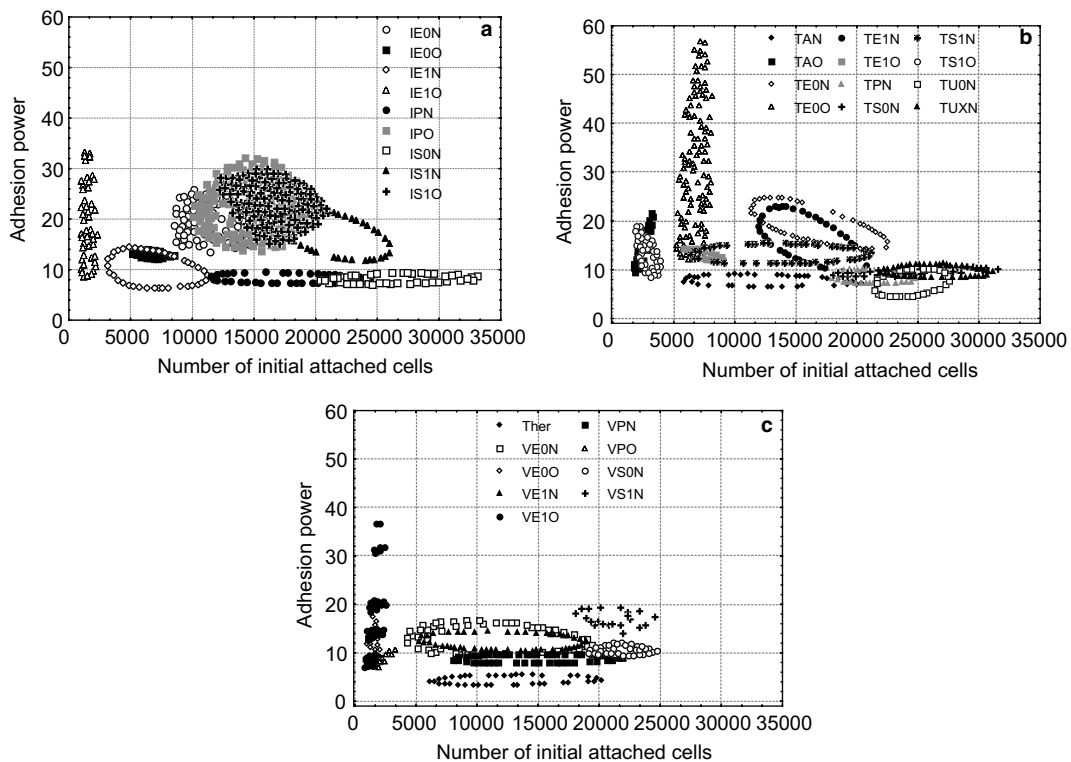 a
60
50
40
30
20
10
0
Adhesion power
0 5000 10000 15000 20000 25000 30000 35000
Number of initial attached cells
IE0N
IE0O
IE1N
IE1O
IPN
IPO
IS0N
IS1N
IS1O
b
60
50
40
30
20
10
0
Adhesion power
0 5000 10000 15000 20000 25000 30000 35000
Number of initial attached cells
TAN TE1N TS1N
TAO TE1O TS1O
TE0N TPN TU0N
TE0O TS0N TUXN
c
60
50
40
30
20
10
0
Adhesion power
0 5000 10000 15000 20000 25000 30000 35000
Number of initial attached cells
Ther VPN
VE0N VPO
VE0O VS0N
VE1N VS1N
VE1O